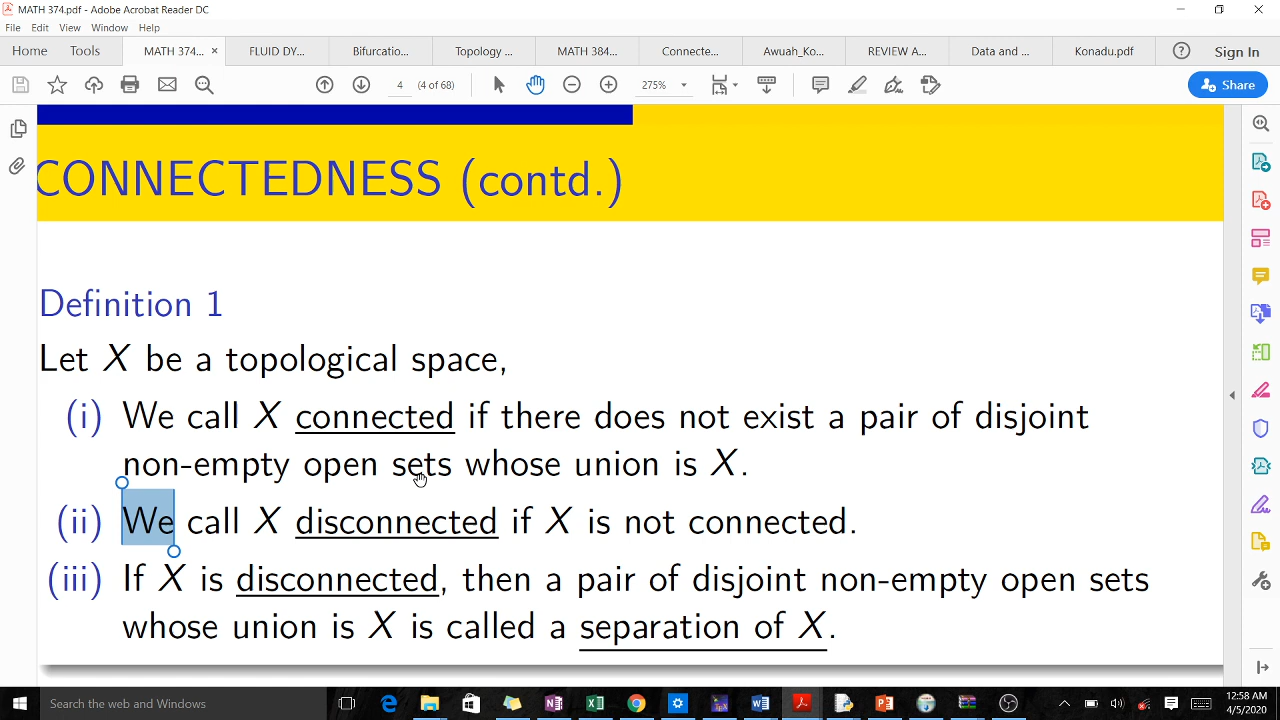 MATH 374.pdf - Adobe Acrobat Reader DC
File Edit View Window Help
Home Tools MATH 374... × FLUID DY... Bifurcatio... Topology ... MATH 384... Connecte... Awuah_Ko... REVIEW A... Data and ... Konadu.pdf Sign In
4 (4 of 68) 275% Share
CONNECTEDNESS (contd.)
Definition 1
Let X be a topological space,
(i) We call X connected if there does not exist a pair of disjoint
non-empty open sets whose union is X.
(ii) We call X disconnected if X is not connected.
(iii) If X is disconnected, then a pair of disjoint non-empty open sets
whose union is X is called a separation of X.
Search the web and Windows
12:58 AM
4/5/2020